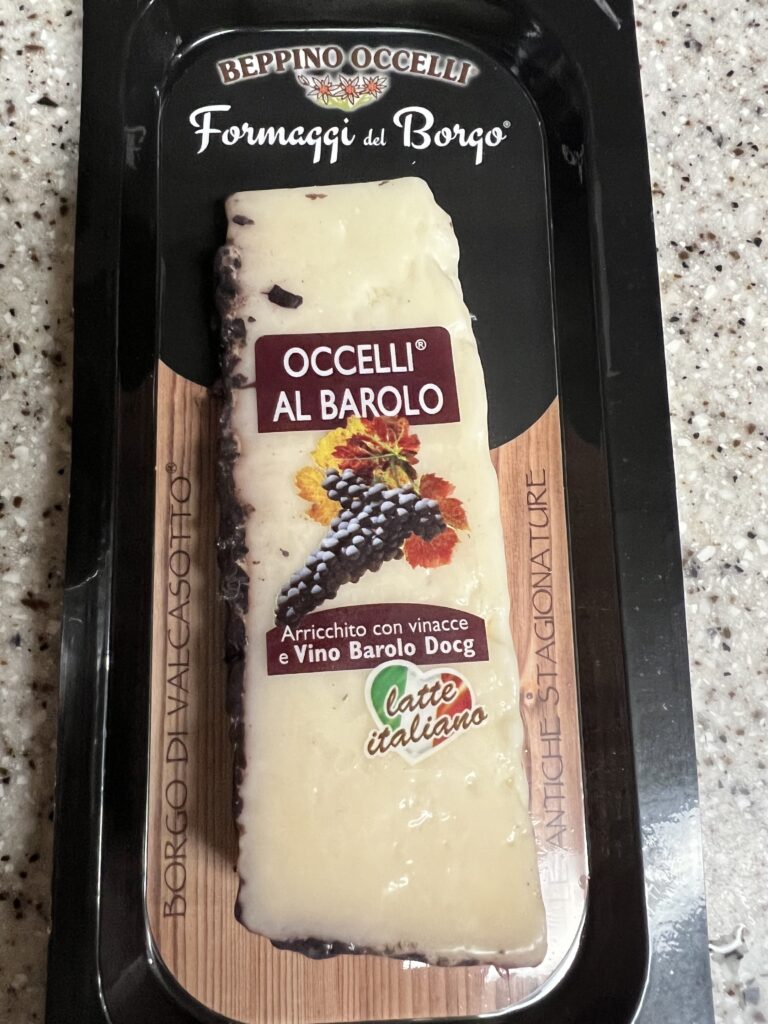 BEPPINO OCCELLI
Formaggi del Borgo®
OCCELLI®
AL BAROLO
Arricchito con vinacce
e Vino Barolo Docg
latte
italiano
BORGO DI VALCASOTTO®
LE ANTICHE STAGIONATURE